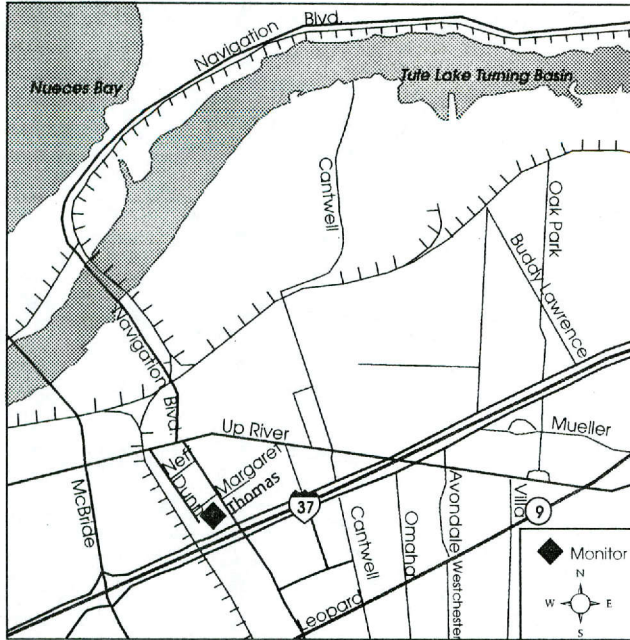 Blvd.
Navigation
Nueces Bay
Tule Lake Turning Basin
Cantwell
Oak Park
Buddy Lawrence
Navigation
Blvd.
Up River
Mueller
Neff
Margaret
Dunn
Thomas
37
McBride
Cantwell
Omaha
Avondale
Westchester
Villa
9
Leopard
Monitor
N
W
E
S